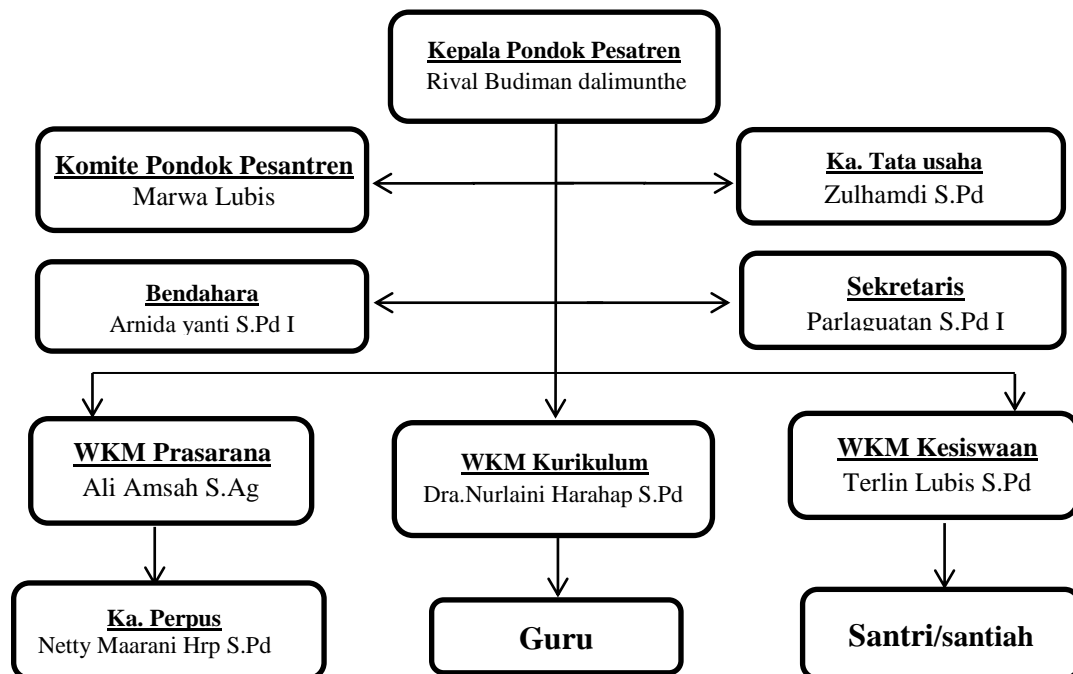 Kepala Pondok Pesatren
Rival Budiman dalimunthe
Komite Pondok Pesantren
Marwa Lubis
Ka. Tata usaha
Zulhamdi S.Pd
Bendahara
Arnida yanti S.Pd I
Sekretaris
Parlaguatan S.Pd I
WKM Prasarana
Ali Amsah S.Ag
WKM Kurikulum
Dra.Nurlaini Harahap S.Pd
WKM Kesiswaan
Terlin Lubis S.Pd
Ka. Perpus
Netty Maarani Hrp S.Pd
Guru
Santri/santiah